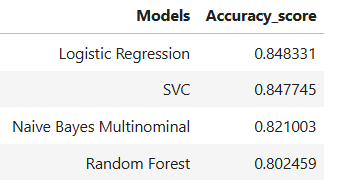 Models Accuracy_score
Logistic Regression 0.848331
SVC 0.847745
Naive Bayes Multinominal 0.821003
Random Forest 0.802459